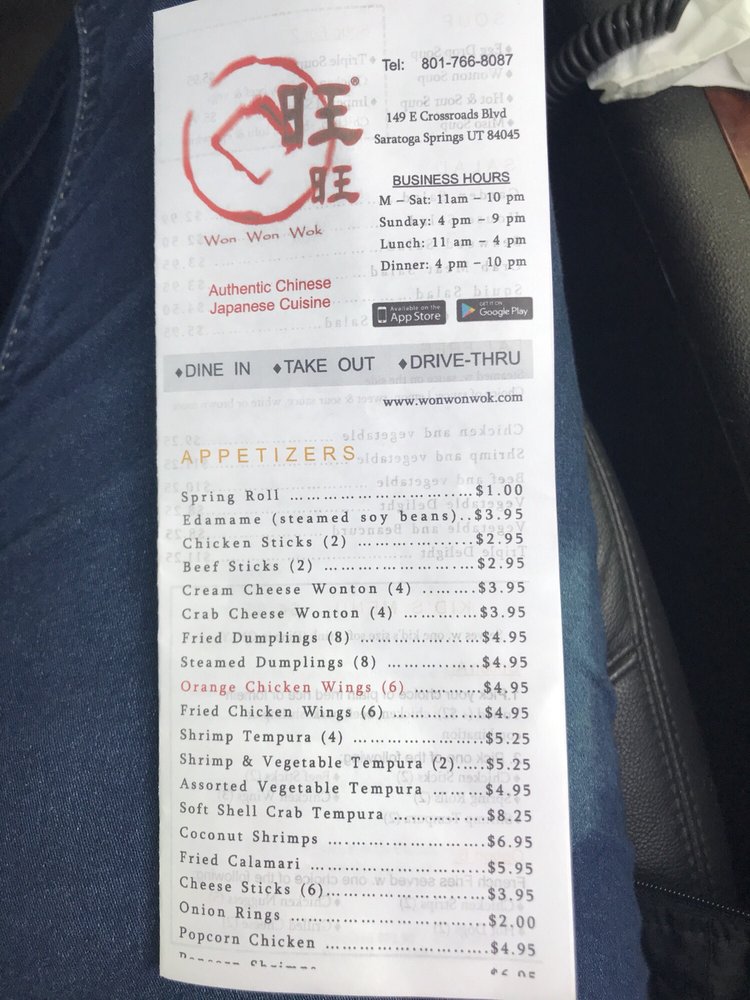 旺®
旺
Won Won Wok
Authentic Chinese
Japanese Cuisine
Tel: 801-766-8087
149 E Crossroads Blvd
Saratoga Springs UT 84045
BUSINESS HOURS
M – Sat: 11am – 10 pm
Sunday: 4 pm – 9 pm
Lunch: 11 am – 4 pm
Dinner: 4 pm – 10 pm
Available on the App Store
GET IT ON Google Play
♦DINE IN ♦TAKE OUT ♦DRIVE-THRU
www.wonwonwok.com
APPETIZERS
Spring Roll ........................ $1.00
Edamame (steamed soy beans)..$3.95
Chicken Sticks (2) ..................$2.95
Beef Sticks (2) ........................$2.95
Cream Cheese Wonton (4) .........$3.95
Crab Cheese Wonton (4) ............$3.95
Fried Dumplings (8) ................$4.95
Steamed Dumplings (8) ..............$4.95
Orange Chicken Wings (6) ..........$4.95
Fried Chicken Wings (6) ............$4.95
Shrimp Tempura (4) ..................$5.25
Shrimp & Vegetable Tempura (2).....$5.25
Assorted Vegetable Tempura .......$4.95
Soft Shell Crab Tempura ............$8.25
Coconut Shrimps .....................$6.95
Fried Calamari ........................$5.95
Cheese Sticks (6).....................$3.95
Onion Rings ...........................$2.00
Popcorn Chicken .....................$4.95